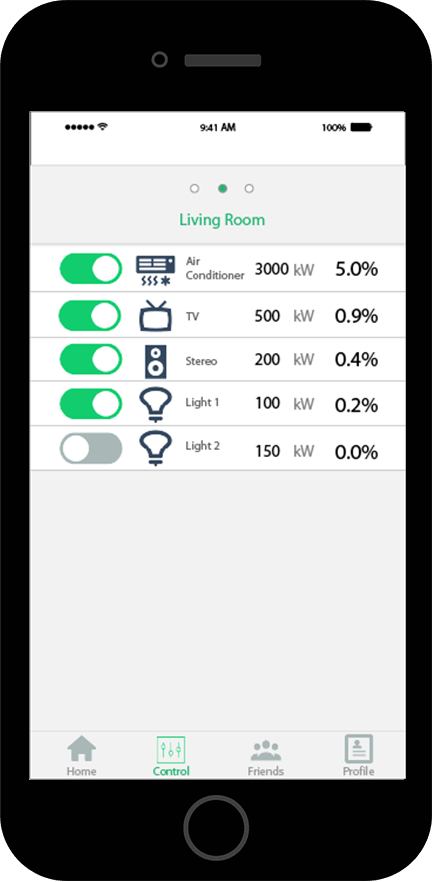 9:41 AM 100%
Living Room
Air
Conditioner 3000 kW 5.0%
TV 500 kW 0.9%
Stereo 200 kW 0.4%
Light 1 100 kW 0.2%
Light 2 150 kW 0.0%
Home Control Friends Profile